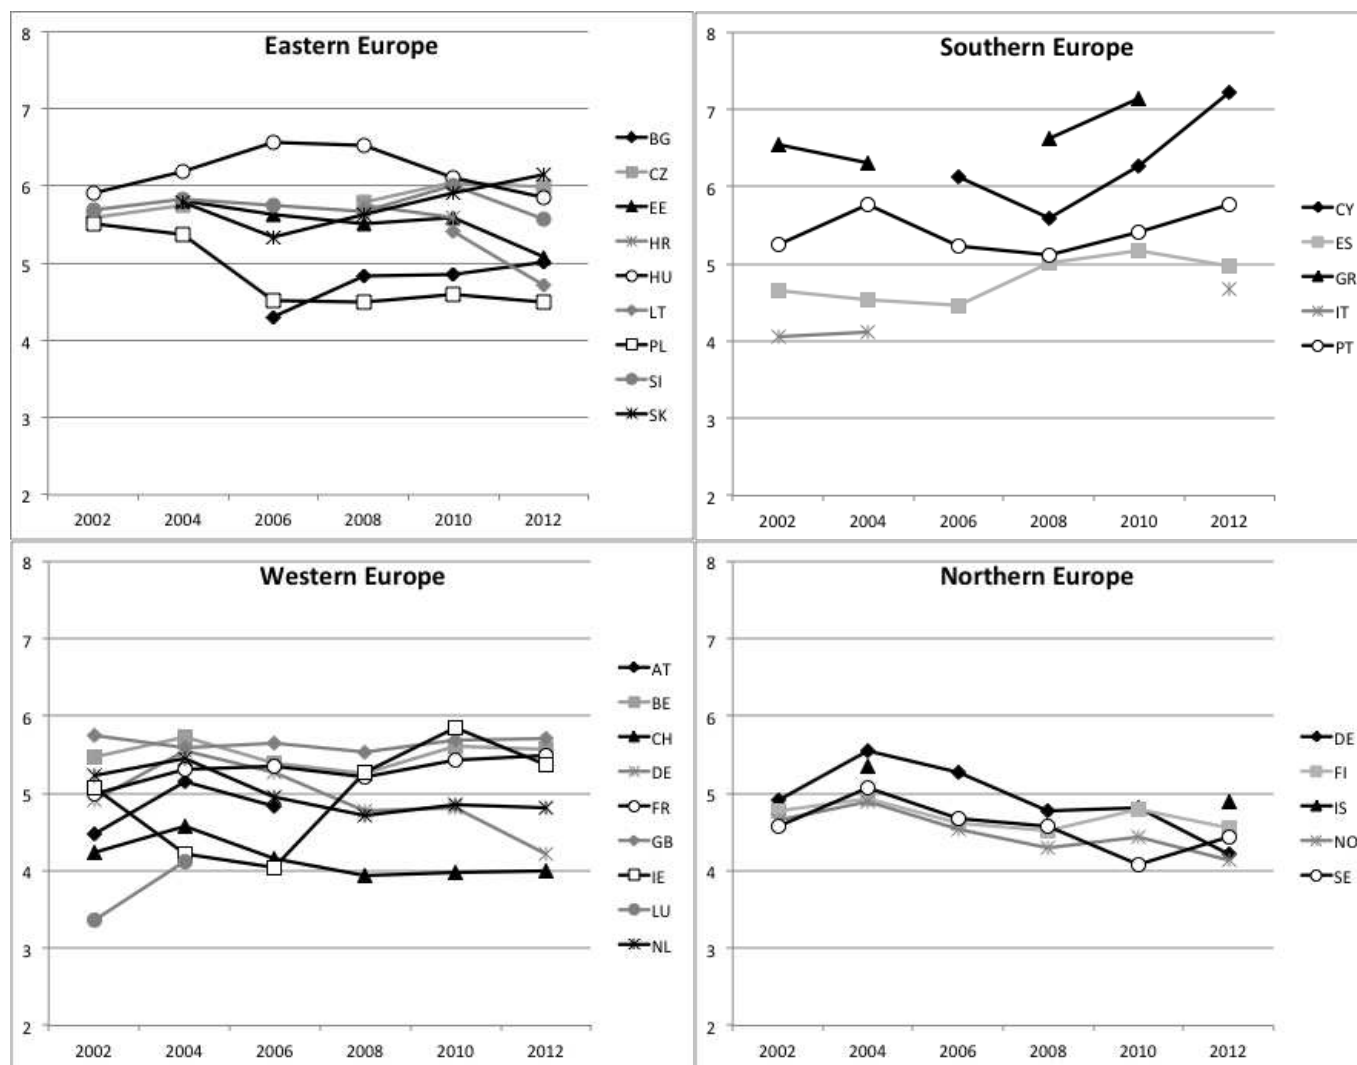 Eastern Europe
8
7
6
5
4
3
2
2002 2004 2006 2008 2010 2012
BG
CZ
EE
HR
HU
LT
PL
SI
SK
Southern Europe
8
7
6
5
4
3
2
2002 2004 2006 2008 2010 2012
CY
ES
GR
IT
PT
Western Europe
8
7
6
5
4
3
2
2002 2004 2006 2008 2010 2012
AT
BE
CH
DE
FR
GB
IE
LU
NL
Northern Europe
8
7
6
5
4
3
2
2002 2004 2006 2008 2010 2012
DE
FI
IS
NO
SE